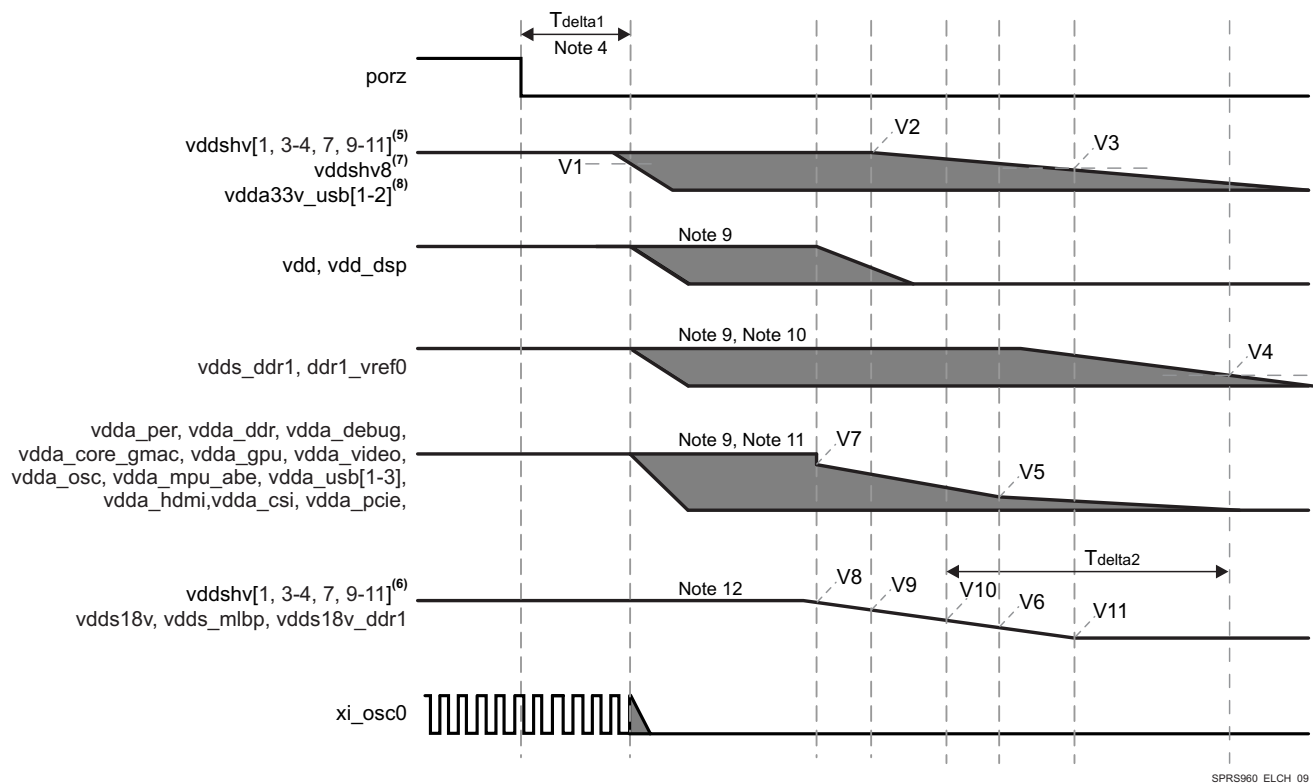 Tdelta1
Note 4
porz
vddshv[1, 3-4, 7, 9-11](5)
vddshv8(7)
vdda33v_usb[1-2](8)
V1
V2
V3
Note 9
vdd, vdd_dsp
Note 9, Note 10
vdds_ddr1, ddr1_vref0
V4
vdda_per, vdda_ddr, vdda_debug,
vdda_core_gmac, vdda_gpu, vdda_video,
vdda_osc, vdda_mpu_abe, vdda_usb[1-3],
vdda_hdmi,vdda_csi, vdda_pcie,
Note 9, Note 11
V7
V5
Tdelta2
vddshv[1, 3-4, 7, 9-11](6)
vdds18v, vdds_mlbp, vdds18v_ddr1
Note 12
V8
V9
V10
V6
V11
xi_osc0
SPRS960_ELCH_09